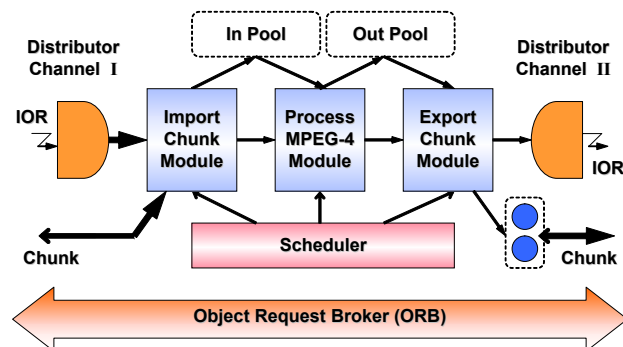 In Pool
Out Pool
Distributor
Channel I
Distributor
Channel II
IOR
Import
Chunk
Module
Process
MPEG-4
Module
Export
Chunk
Module
IOR
Scheduler
Chunk
Chunk
Object Request Broker (ORB)